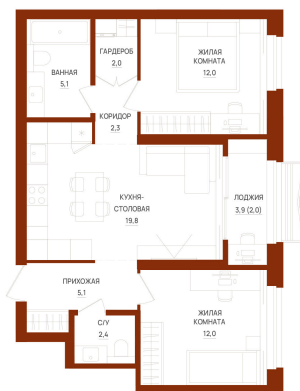 ГАРДЕРОБ
2,0
ЖИЛАЯ
КОМНАТА
12,0
ВАННАЯ
5,1
КОРИДОР
2,3
КУХНЯ-
СТОЛОВАЯ
19,8
ЛОДЖИЯ
3,9 (2,0)
ПРИХОЖАЯ
5,1
С/У
2,4
ЖИЛАЯ
КОМНАТА
12,0